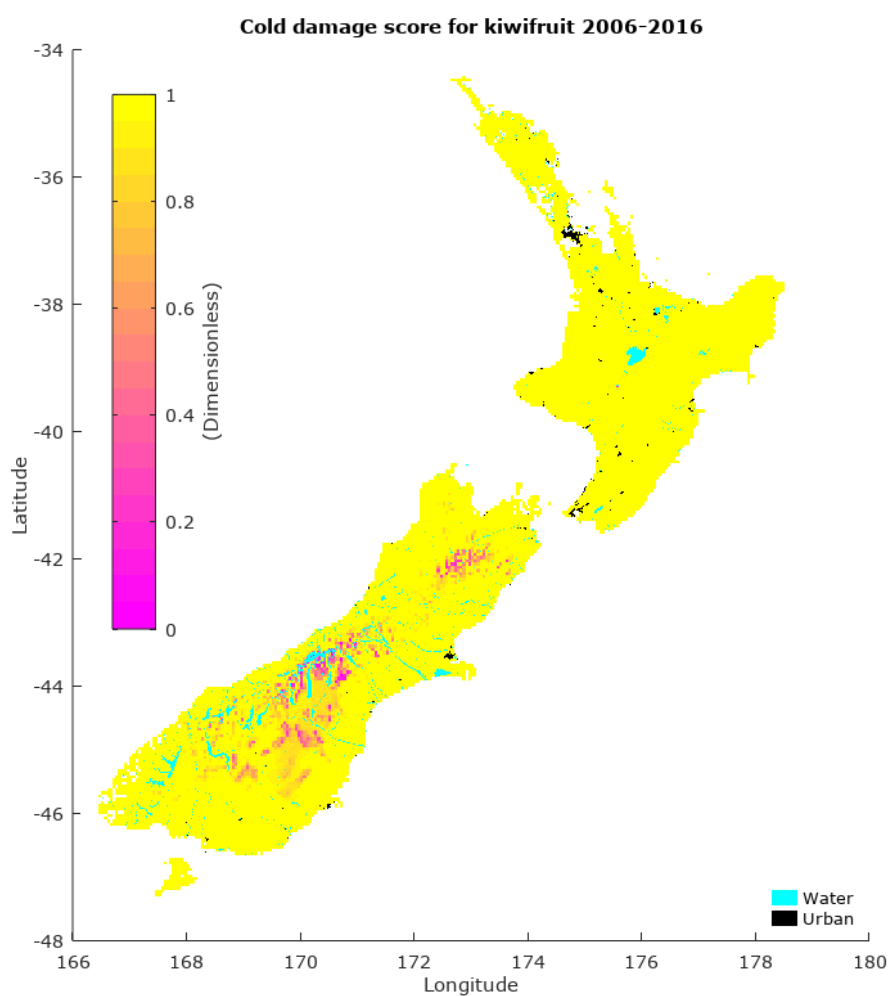 Cold damage score for kiwifruit 2006-2016
-34
-36
-38
-40
-42
-44
-46
-48
Latitude
1
0.8
0.6
0.4
0.2
0
(Dimensionless)
Water
Urban
166 168 170 172 174 176 178 180
Longitude